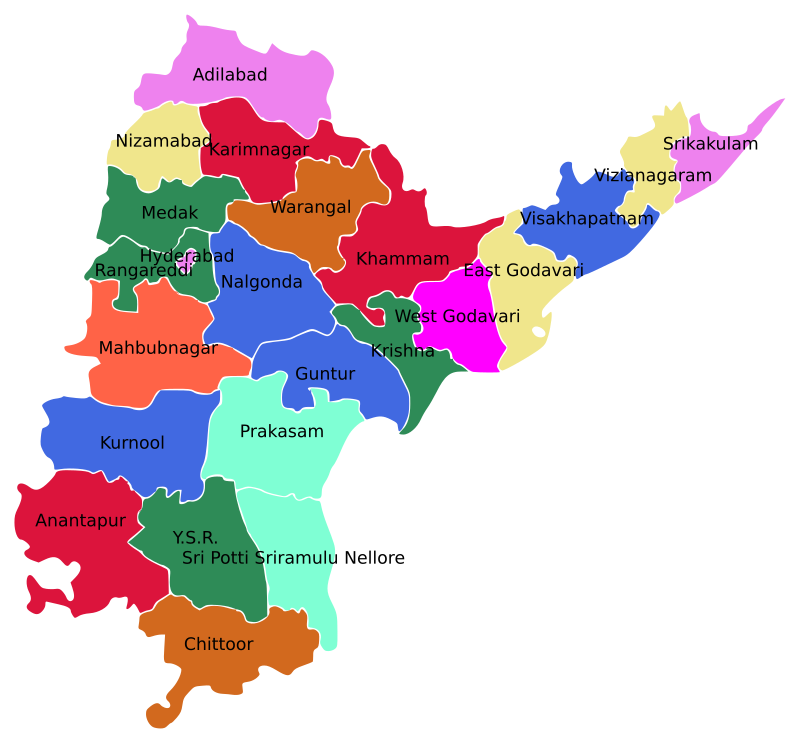 Adilabad
Nizamabad
Karimnagar
Srikakulam
Vizianagaram
Medak
Warangal
Visakhapatnam
Hyderabad
Rangareddi
Khammam
East Godavari
Nalgonda
West Godavari
Mahbubnagar
Krishna
Guntur
Prakasam
Kurnool
Anantapur
Y.S.R.
Sri Potti Sriramulu Nellore
Chittoor